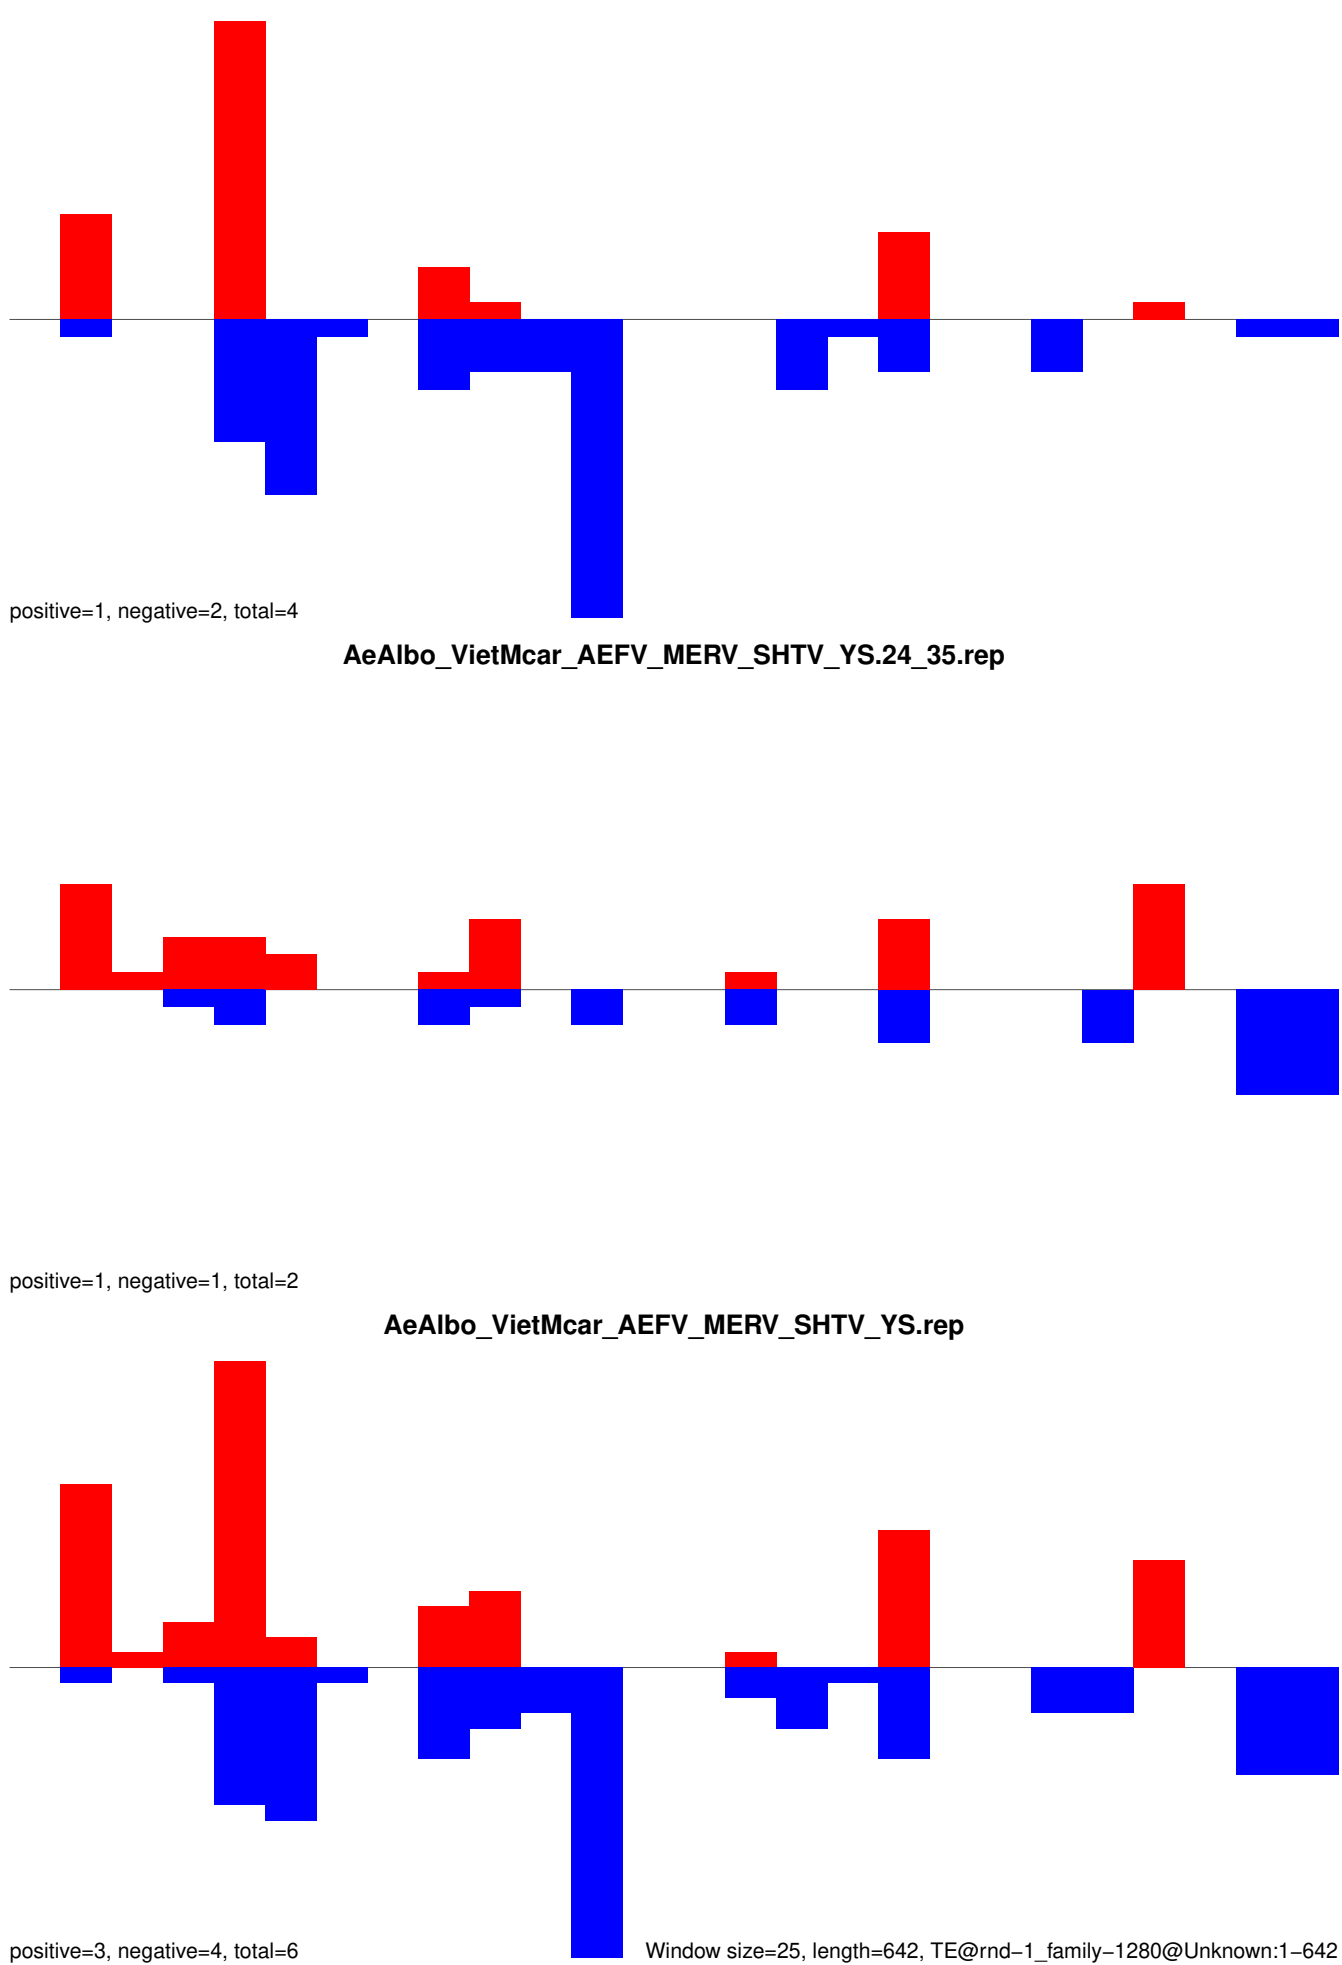 positive=1, negative=2, total=4
AeAlbo_VietMcar_AEFV_MERV_SHTV_YS.24_35.rep
positive=1, negative=1, total=2
AeAlbo_VietMcar_AEFV_MERV_SHTV_YS.rep
positive=3, negative=4, total=6
Window size=25, length=642, TE@rnd−1_family−1280@Unknown:1−642